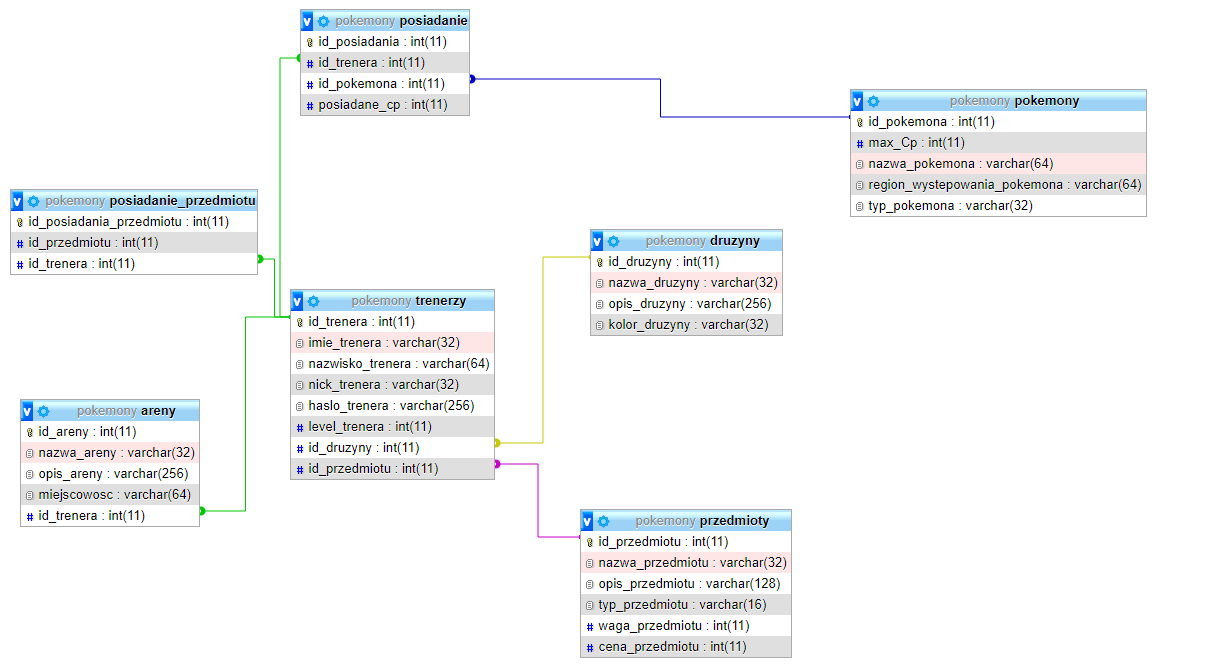 v pokemony posiadanie
id_posiadania : int(11)
# id_trenera : int(11)
# id_pokemona : int(11)
# posiadane_cp : int(11)
v pokemony pokemony
id_pokemona : int(11)
# max_Cp : int(11)
nazwa_pokemona : varchar(64)
region_wystepowania_pokemona : varchar(64)
typ_pokemona : varchar(32)
v pokemony posiadanie_przedmiotu
id_posiadania_przedmiotu : int(11)
# id_przedmiotu : int(11)
# id_trenera : int(11)
v pokemony druzyny
id_druzyny : int(11)
nazwa_druzyny : varchar(32)
opis_druzyny : varchar(256)
kolor_druzyny : varchar(32)
v pokemony trenerzy
id_trenera : int(11)
imie_trenera : varchar(32)
nazwisko_trenera : varchar(64)
nick_trenera : varchar(32)
haslo_trenera : varchar(256)
# level_trenera : int(11)
# id_druzyny : int(11)
# id_przedmiotu : int(11)
v pokemony areny
id_areny : int(11)
nazwa_areny : varchar(32)
opis_areny : varchar(256)
miejscowosc : varchar(64)
# id_trenera : int(11)
v pokemony przedmioty
id_przedmiotu : int(11)
nazwa_przedmiotu : varchar(32)
opis_przedmiotu : varchar(128)
typ_przedmiotu : varchar(16)
# waga_przedmiotu : int(11)
# cena_przedmiotu : int(11)